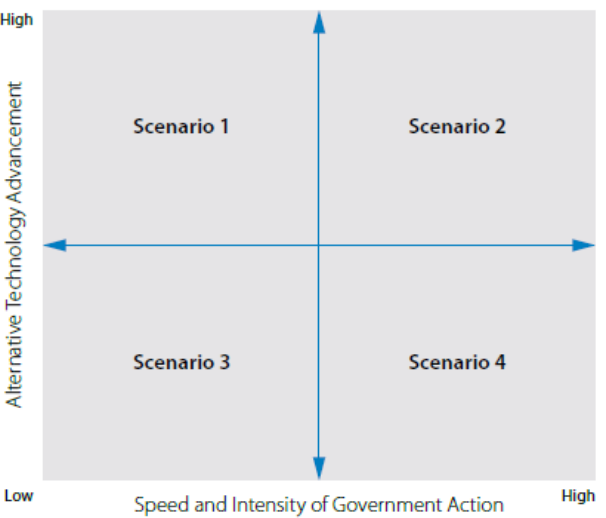 High
Alternative Technology Advancement
Scenario 1
Scenario 2
Scenario 3
Scenario 4
Low
Speed and Intensity of Government Action
High